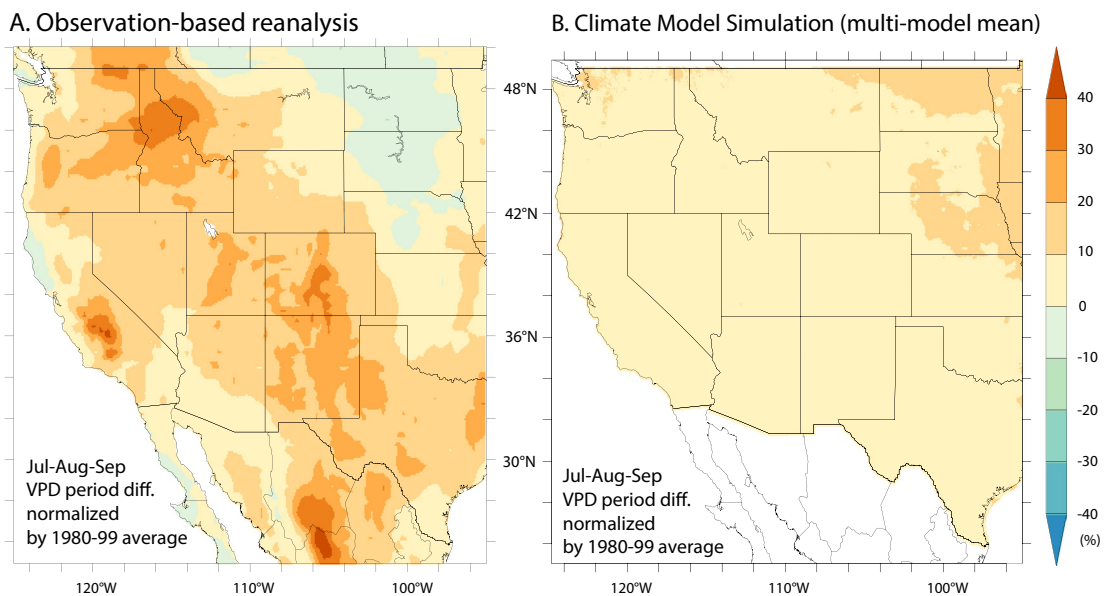 A. Observation-based reanalysis
B. Climate Model Simulation (multi-model mean)
48°N
42°N
36°N
30°N
Jul-Aug-Sep
VPD period diff.
normalized
by 1980-99 average
Jul-Aug-Sep
VPD period diff.
normalized
by 1980-99 average
40
30
20
10
0
-10
-20
-30
-40
(%)
120°W
110°W
100°W
120°W
110°W
100°W